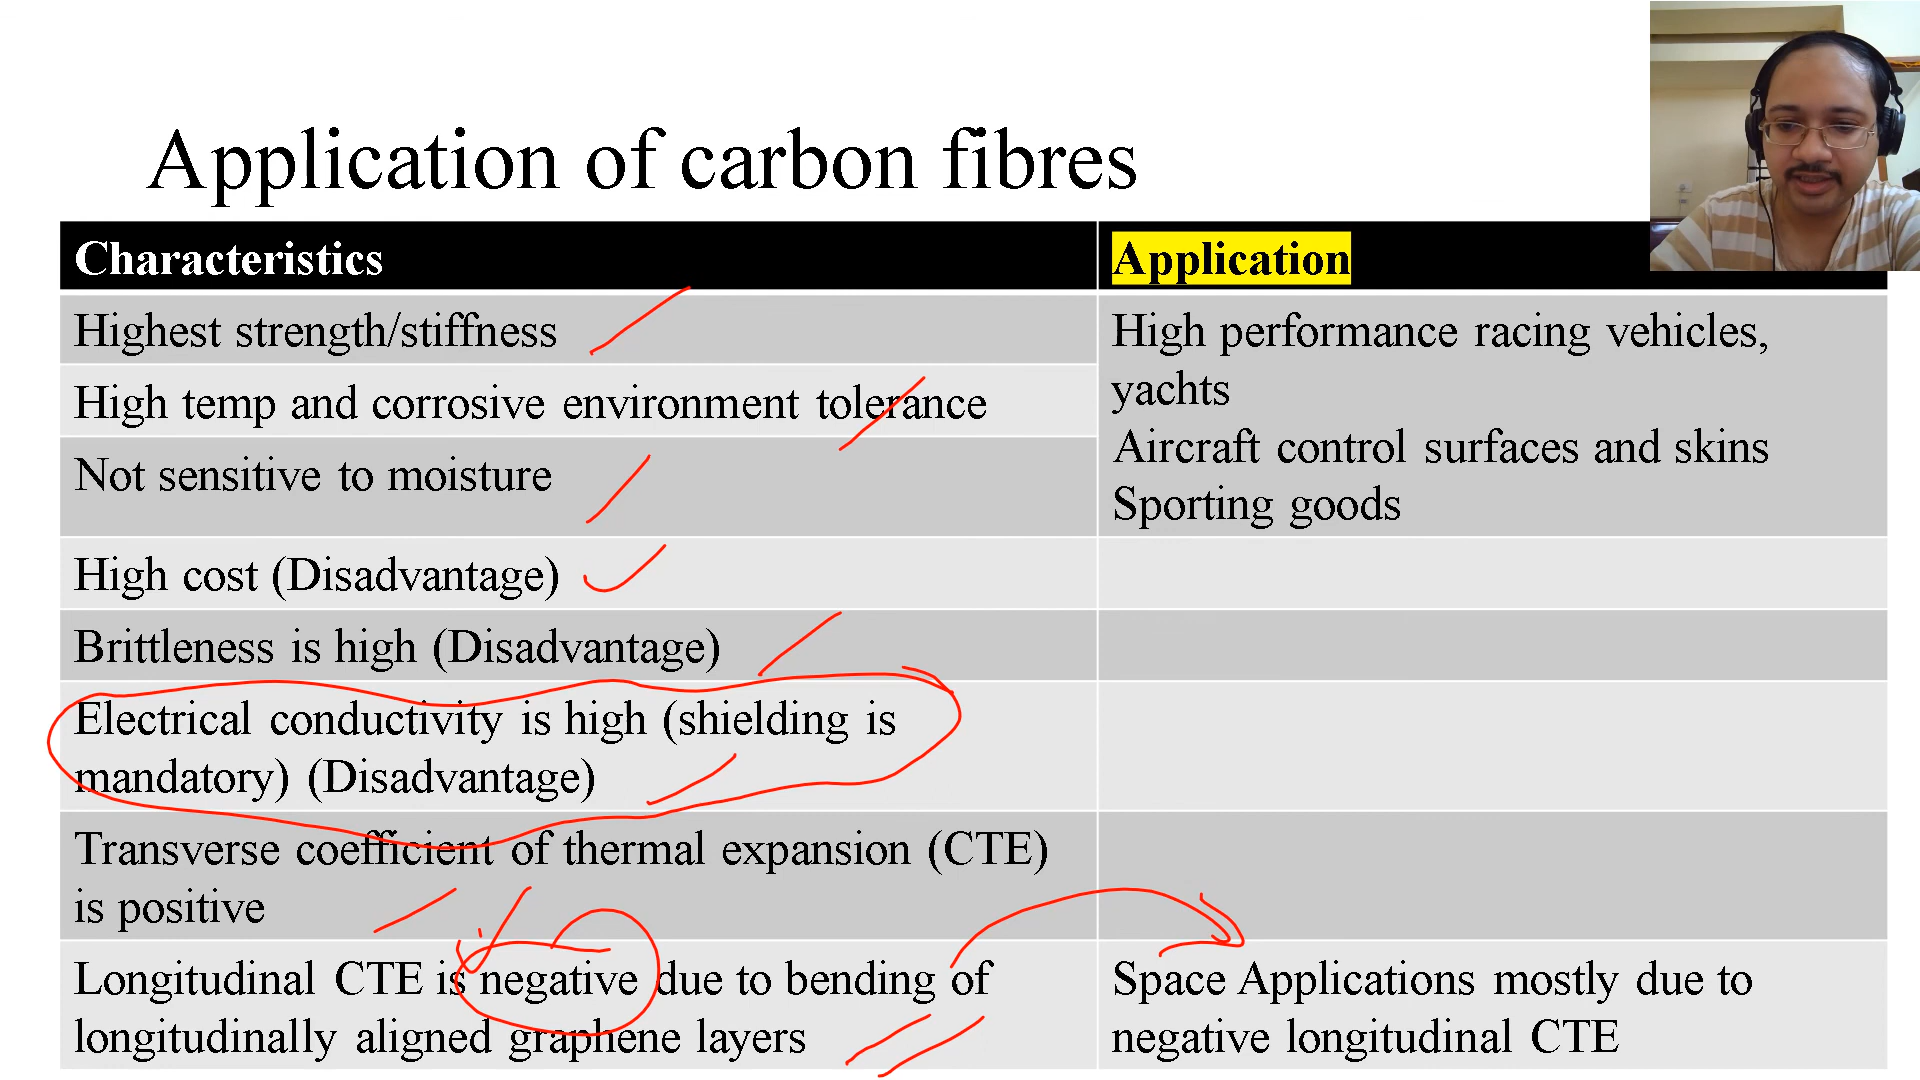 Application of carbon fibres
Characteristics
Application
Highest strength/stiffness
High temp and corrosive environment tolerance
Not sensitive to moisture
High performance racing vehicles,
yachts
Aircraft control surfaces and skins
Sporting goods
High cost (Disadvantage)
Brittleness is high (Disadvantage)
Electrical conductivity is high (shielding is
mandatory) (Disadvantage)
Transverse coefficient of thermal expansion (CTE)
is positive
Longitudinal CTE is negative due to bending of
longitudinally aligned graphene layers
Space Applications mostly due to
negative longitudinal CTE